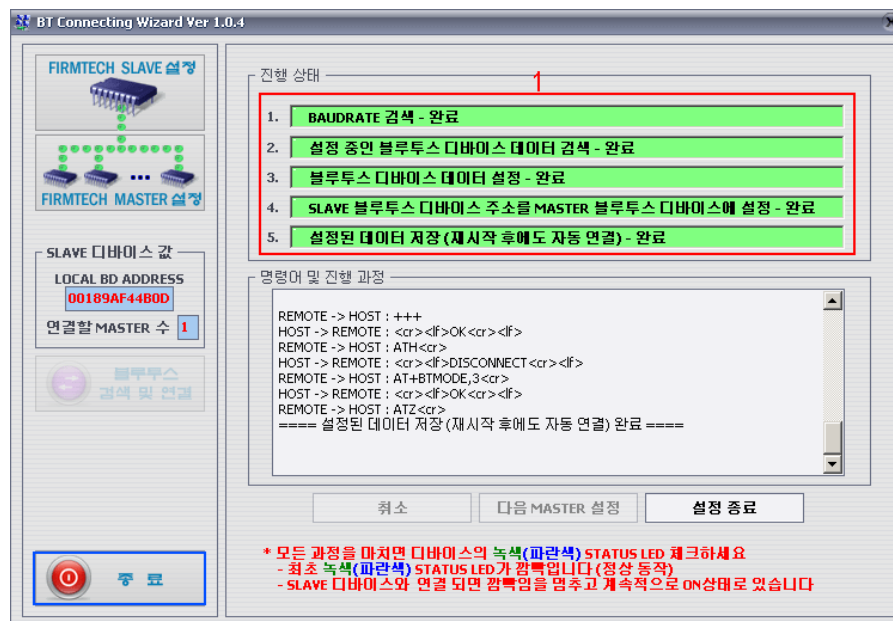 BT Connecting Wizard Ver 1.0.4
FIRMTECH SLAVE 설정
FIRMTECH MASTER 설정
SLAVE 디바이스 값
LOCAL BD ADDRESS
00189AF44B0D
연결할 MASTER 수 1
블루투스
검색 및 연결
종 료
진행 상태
1
1. BAUDRATE 검색 - 완료
2. 설정 중인 블루투스 디바이스 데이터 검색 - 완료
3. 블루투스 디바이스 데이터 설정 - 완료
4. SLAVE 블루투스 디바이스 주소를 MASTER 블루투스 디바이스에 설정 - 완료
5. 설정된 데이터 저장 (재시작 후에도 자동 연결) - 완료
명령어 및 진행 과정
REMOTE -> HOST : +++
HOST -> REMOTE : <cr><lf>OK<cr><lf>
REMOTE -> HOST : ATH<cr>
HOST -> REMOTE : <cr><lf>DISCONNECT<cr><lf>
REMOTE -> HOST : AT+BTMODE,3<cr>
HOST -> REMOTE : <cr><lf>OK<cr><lf>
REMOTE -> HOST : ATZ<cr>
==== 설정된 데이터 저장 (재시작 후에도 자동 연결) 완료 ====
취소
다음 MASTER 설정
설정 종료
* 모든 과정을 마치면 디바이스의 녹색(파란색) STATUS LED 체크하세요
- 최초 녹색(파란색) STATUS LED가 깜빡입니다 (정상 동작)
- SLAVE 디바이스와 연결 되면 깜빡임을 멈추고 계속적으로 ON상태로 있습니다